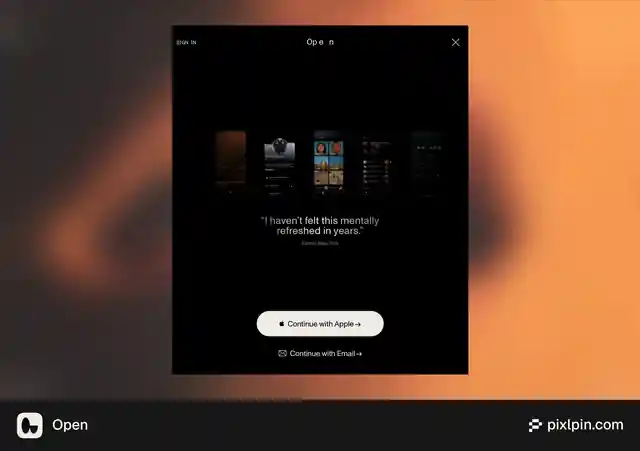 SIGN IN
Open
"I haven't felt this mentally
refreshed in years."
Continue with Apple →
Continue with Email →
Open
pixlpin.com